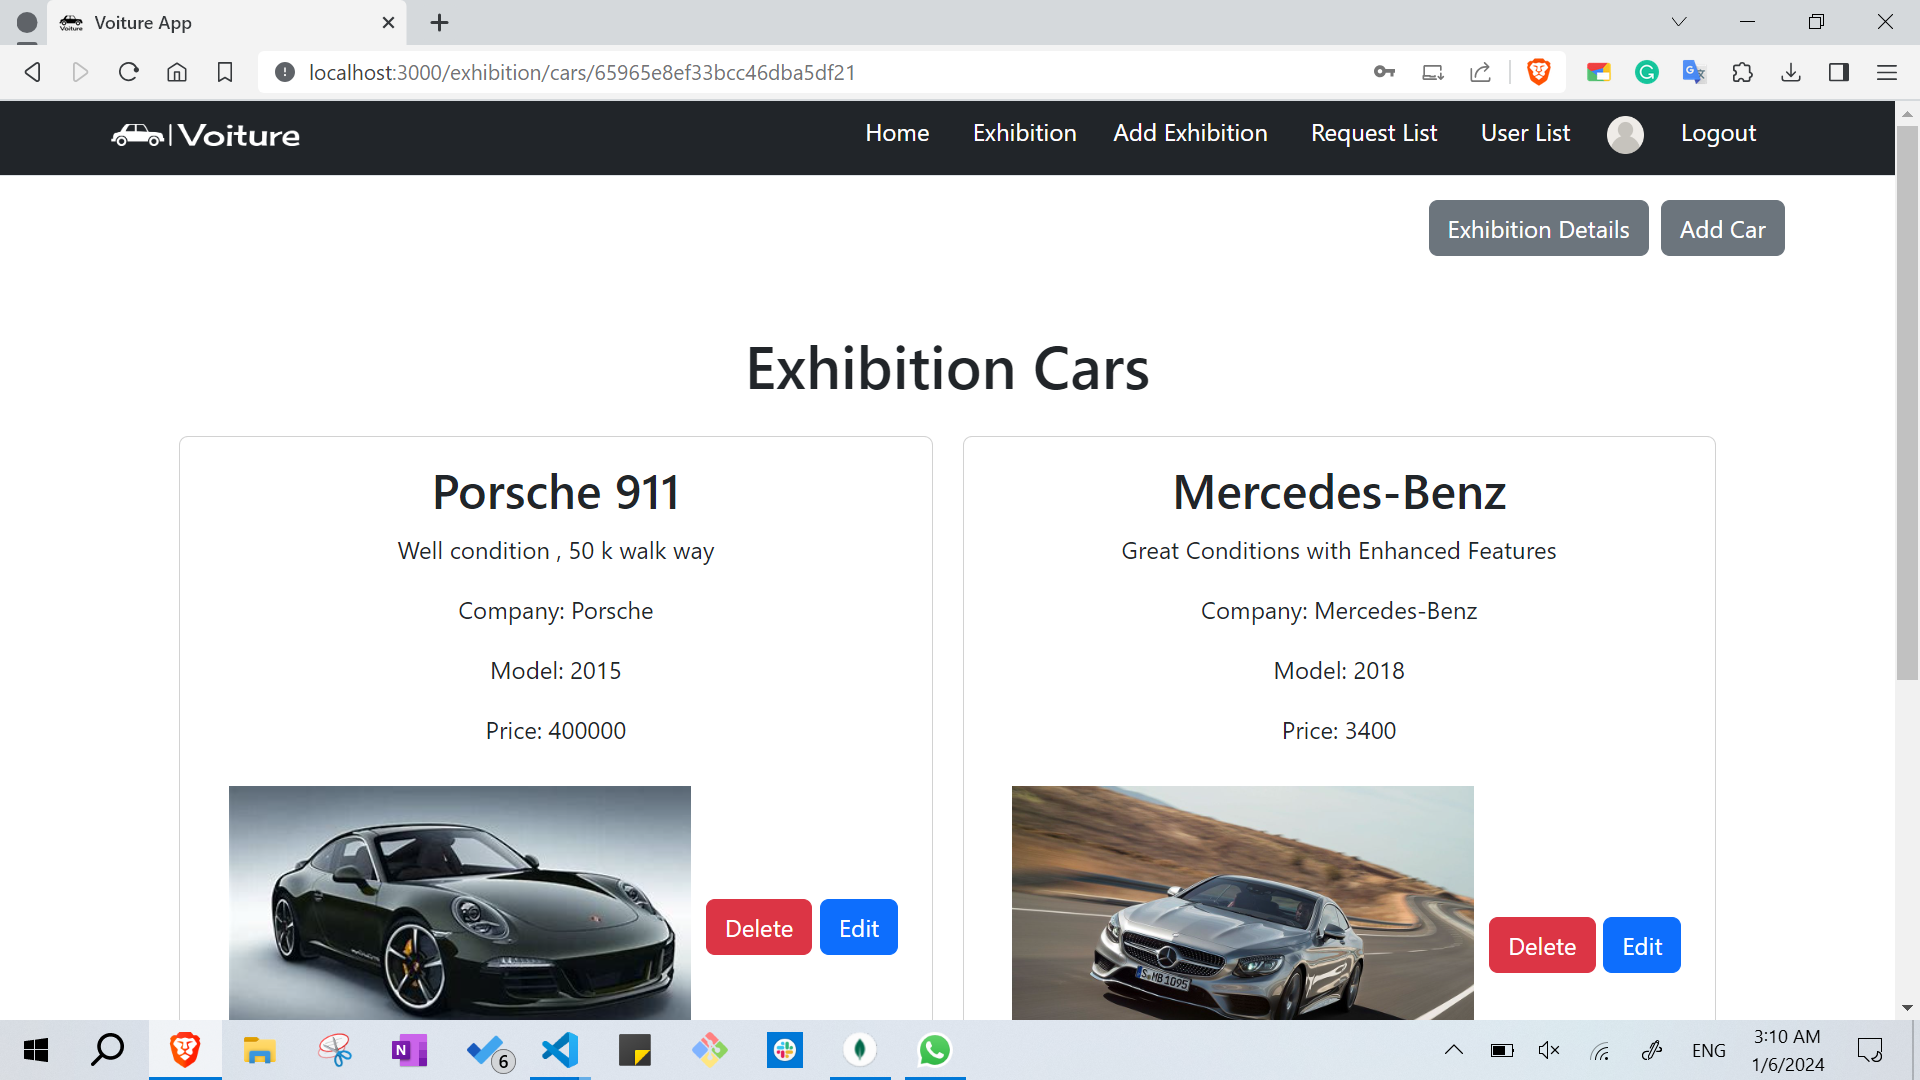 Voiture App
localhost:3000/exhibition/cars/65965e8ef33bcc46dba5df21
Voiture
Home Exhibition Add Exhibition Request List User List Logout
Exhibition Details Add Car
Exhibition Cars
Porsche 911
Well condition , 50 k walk way
Company: Porsche
Model: 2015
Price: 400000
Delete Edit
Mercedes-Benz
Great Conditions with Enhanced Features
Company: Mercedes-Benz
Model: 2018
Price: 3400
S MB 1095
Delete Edit
6
ENG
3:10 AM
1/6/2024